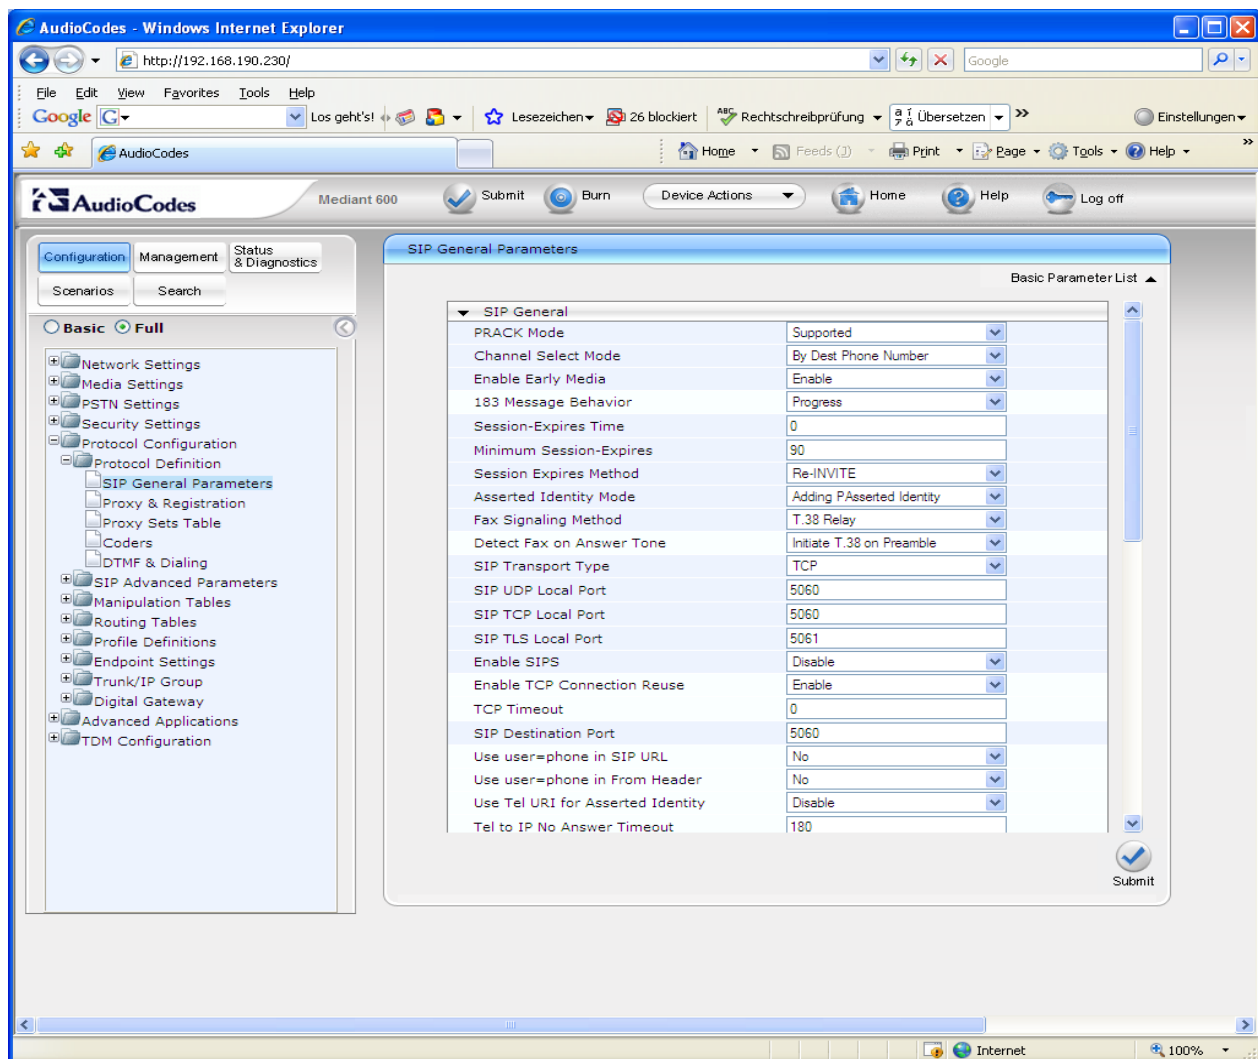 AudioCodes - Windows Internet Explorer
http://192.168.190.230/
Google
File Edit View Favorites Tools Help
Google G Los geht's! Lesezeichen 26 blockiert Rechtschreibprüfung Übersetzen » Einstellungen
AudioCodes Home Feeds (J) Print Page Tools Help »
AudioCodes Mediant 600 Submit Burn Device Actions Home Help Log off
Configuration Management Status & Diagnostics
Scenarios Search
Basic Full
Network Settings
Media Settings
PSTN Settings
Security Settings
Protocol Configuration
Protocol Definition
SIP General Parameters
Proxy & Registration
Proxy Sets Table
Coders
DTMF & Dialing
SIP Advanced Parameters
Manipulation Tables
Routing Tables
Profile Definitions
Endpoint Settings
Trunk/IP Group
Digital Gateway
Advanced Applications
TDM Configuration
SIP General Parameters
Basic Parameter List
SIP General
PRACK Mode Supported
Channel Select Mode By Dest Phone Number
Enable Early Media Enable
183 Message Behavior Progress
Session-Expires Time 0
Minimum Session-Expires 90
Session Expires Method Re-INVITE
Asserted Identity Mode Adding PAsserted Identity
Fax Signaling Method T.38 Relay
Detect Fax on Answer Tone Initiate T.38 on Preamble
SIP Transport Type TCP
SIP UDP Local Port 5060
SIP TCP Local Port 5060
SIP TLS Local Port 5061
Enable SIPS Disable
Enable TCP Connection Reuse Enable
TCP Timeout 0
SIP Destination Port 5060
Use user=phone in SIP URL No
Use user=phone in From Header No
Use Tel URI for Asserted Identity Disable
Tel to IP No Answer Timeout 180
Submit
Internet 100%